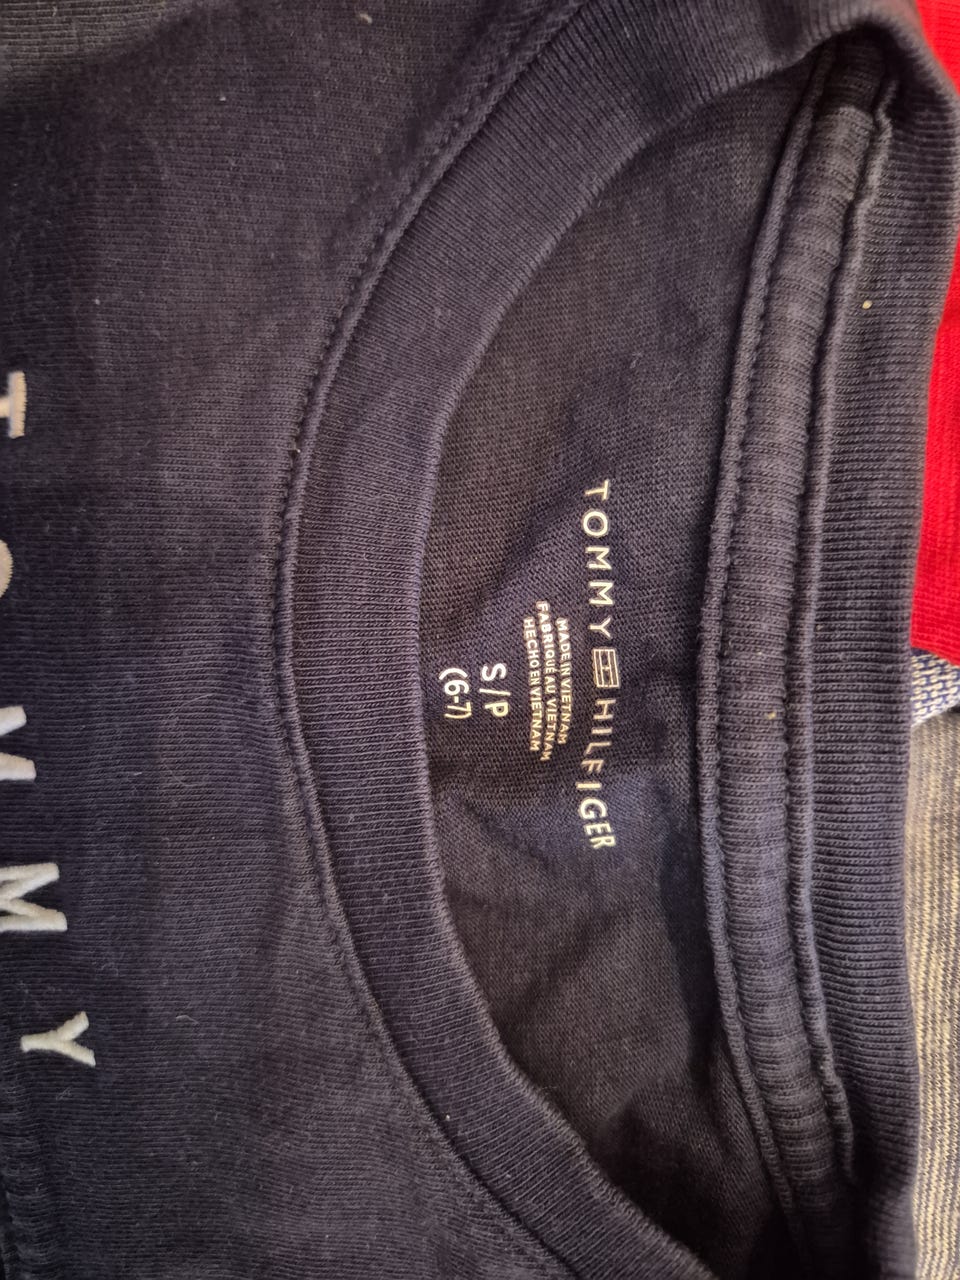 TOMMY HILFIGER
MADE IN VIETNAM
FABRIQUÉ AU VIETNAM
HECHO EN VIETNAM
S/P
(6-7)
TOMMY